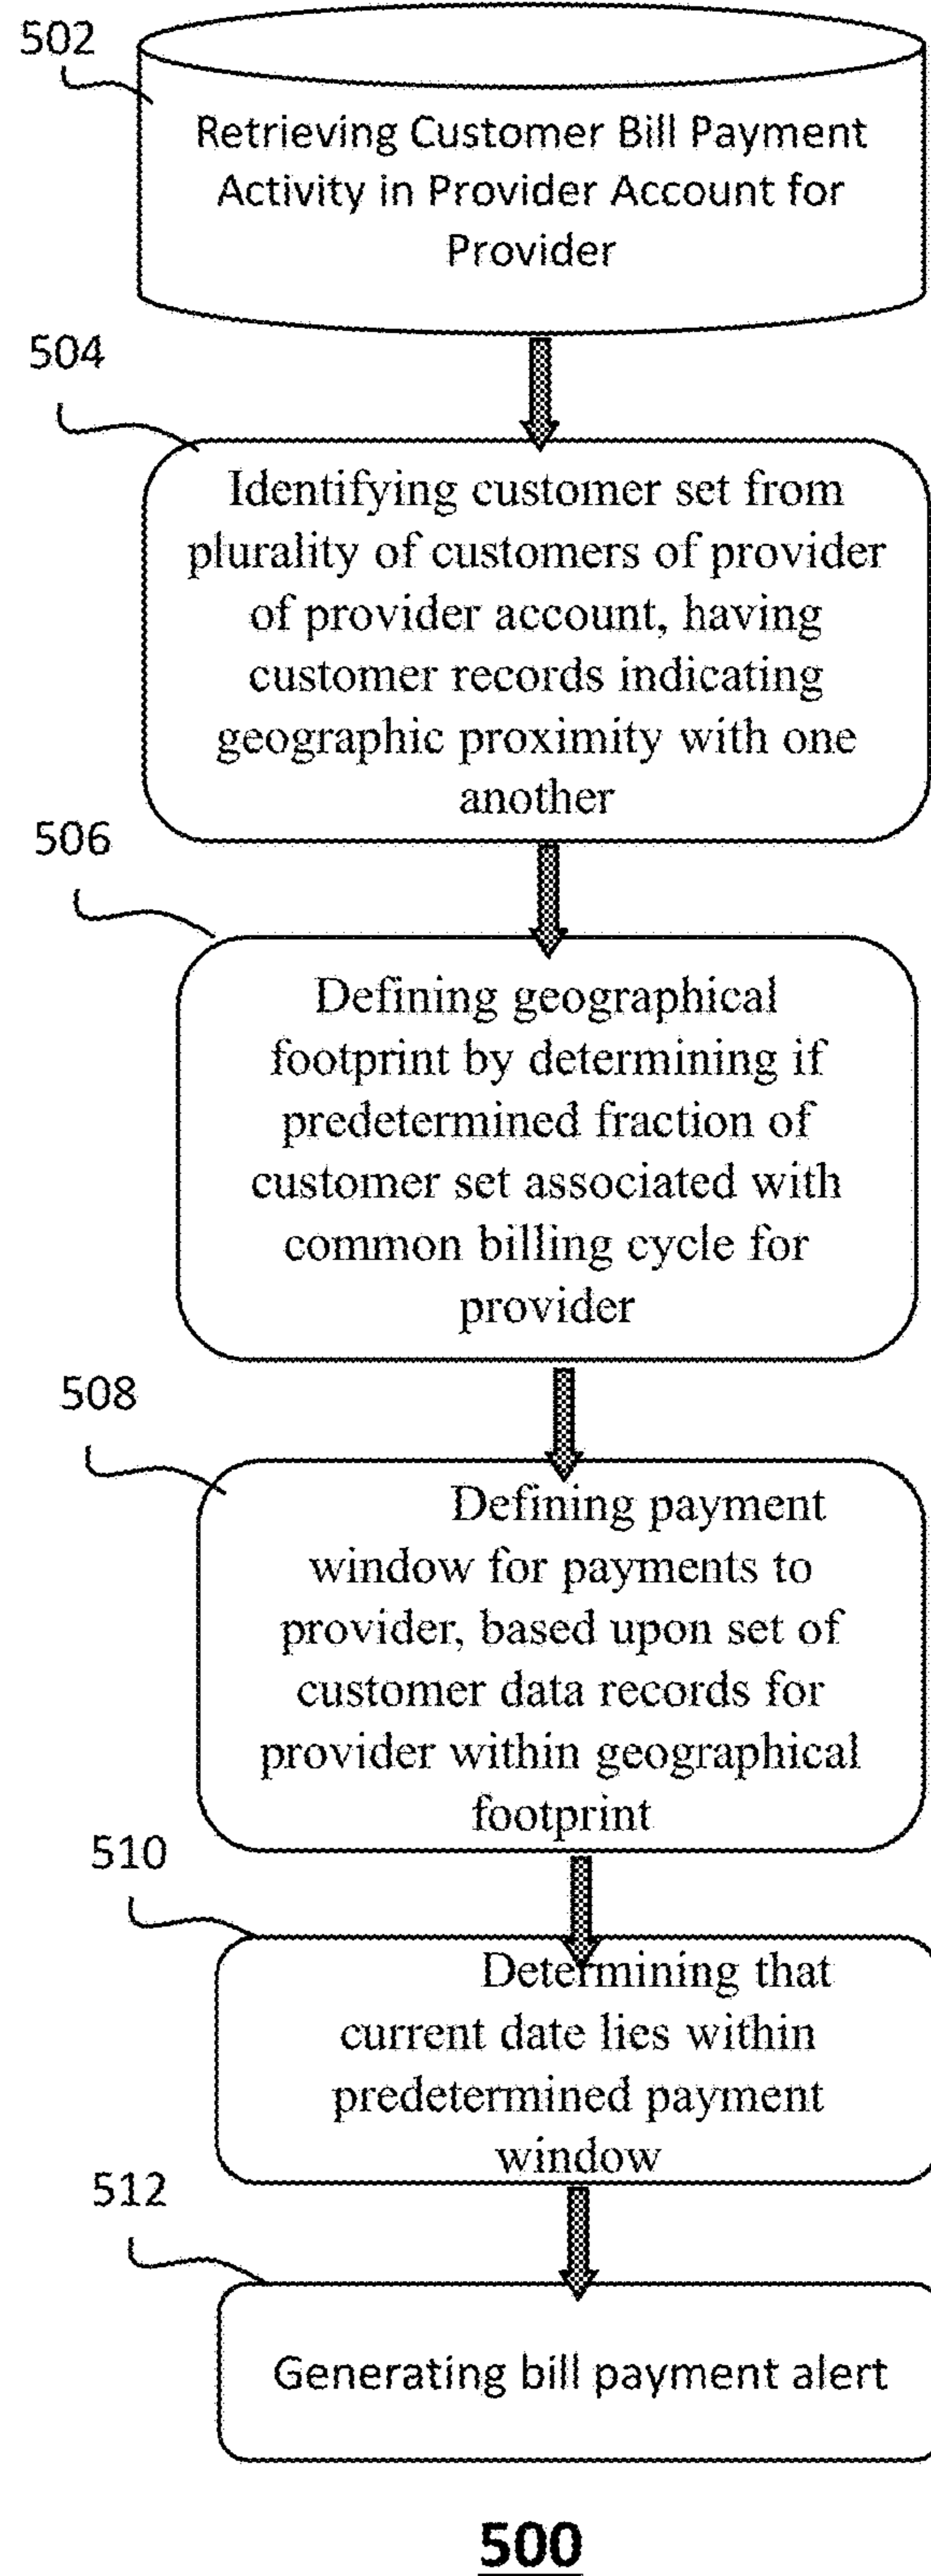 502
Retrieving Customer Bill Payment
Activity in Provider Account for
Provider
504
Identifying customer set from
plurality of customers of provider
of provider account, having
customer records indicating
geographic proximity with one
another
506
Defining geographical
footprint by determining if
predetermined fraction of
customer set associated with
common billing cycle for
provider
508
Defining payment
window for payments to
provider, based upon set of
customer data records for
provider within geographical
footprint
510
Determining that
current date lies within
predetermined payment
window
512
Generating bill payment alert
500